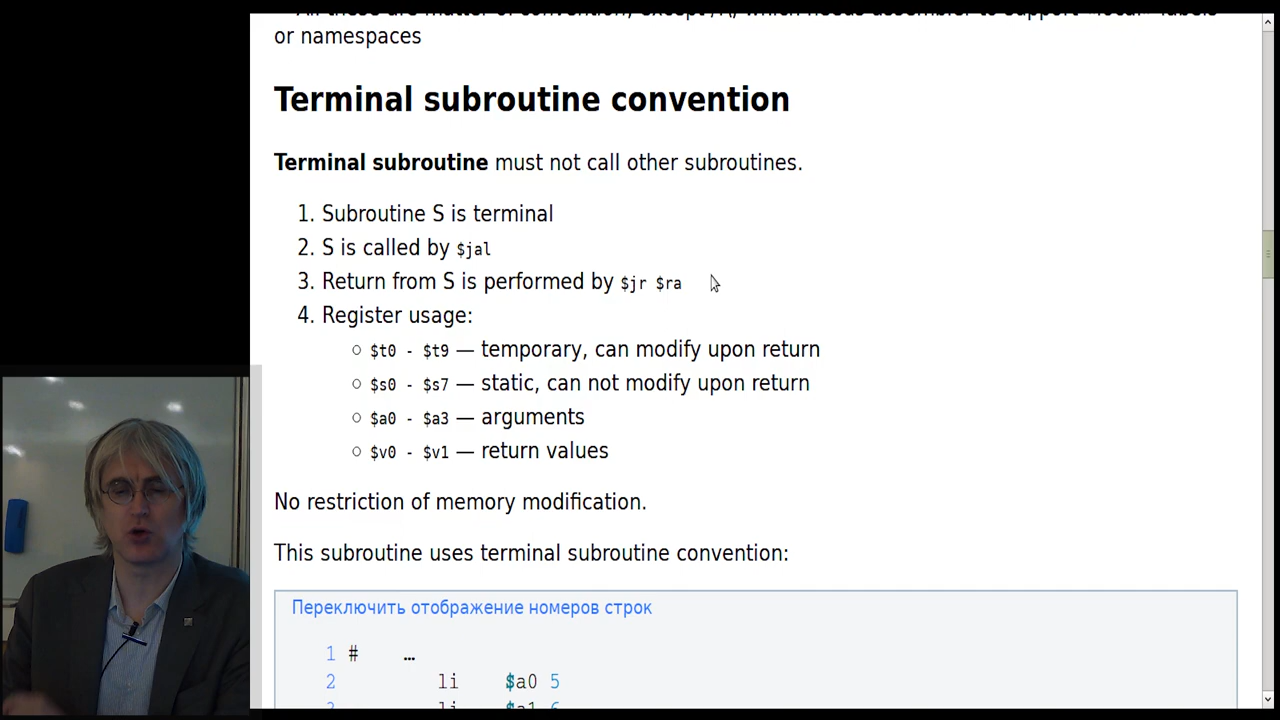 or namespaces
Terminal subroutine convention
Terminal subroutine must not call other subroutines.
1. Subroutine S is terminal
2. S is called by $jal
3. Return from S is performed by $jr $ra
4. Register usage:
○ $t0 - $t9 — temporary, can modify upon return
○ $s0 - $s7 — static, can not modify upon return
○ $a0 - $a3 — arguments
○ $v0 - $v1 — return values
No restriction of memory modification.
This subroutine uses terminal subroutine convention:
Переключить отображение номеров строк
1 # …
2 li $a0 5